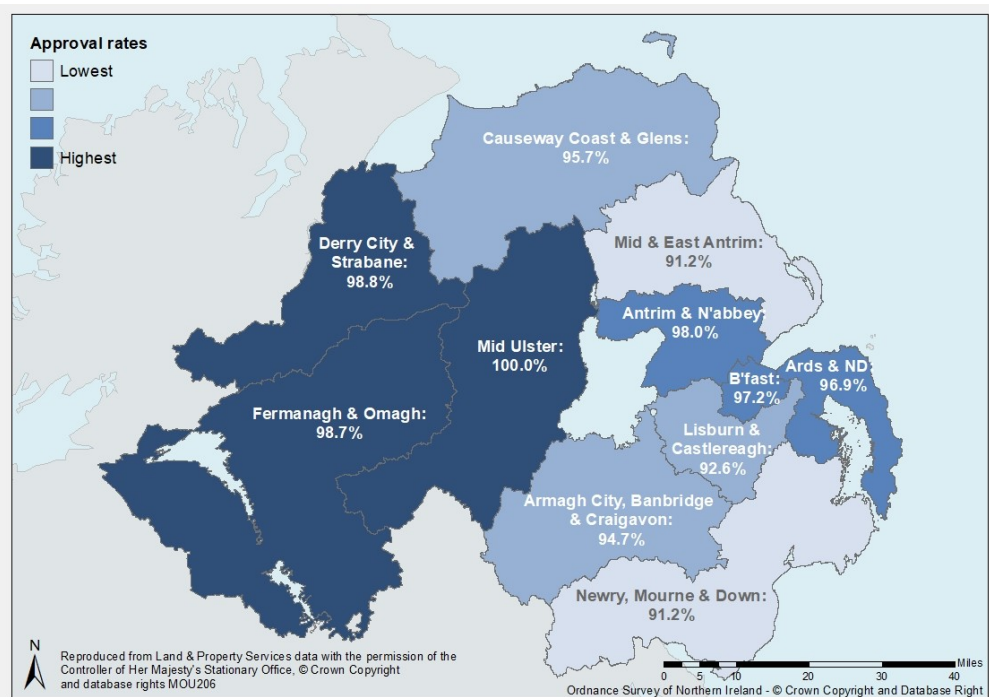 Approval rates
Lowest
Highest
Causeway Coast & Glens:
95.7%
Derry City &
Strabane:
98.8%
Mid & East Antrim:
91.2%
Antrim & N'abbey:
98.0%
Mid Ulster:
100.0%
B'fast:
97.2%
Ards & ND
96.9%
Fermanagh & Omagh:
98.7%
Lisburn &
Castlereagh:
92.6%
Armagh City, Banbridge
& Craigavon:
94.7%
Newry, Mourne & Down:
91.2%
N
Reproduced from Land & Property Services data with the permission of the
Controller of Her Majesty's Stationary Office, © Crown Copyright
and database rights MOU206
Miles
0 5 10 20 30 40
Ordnance Survey of Northern Ireland - © Crown Copyright and Database Right